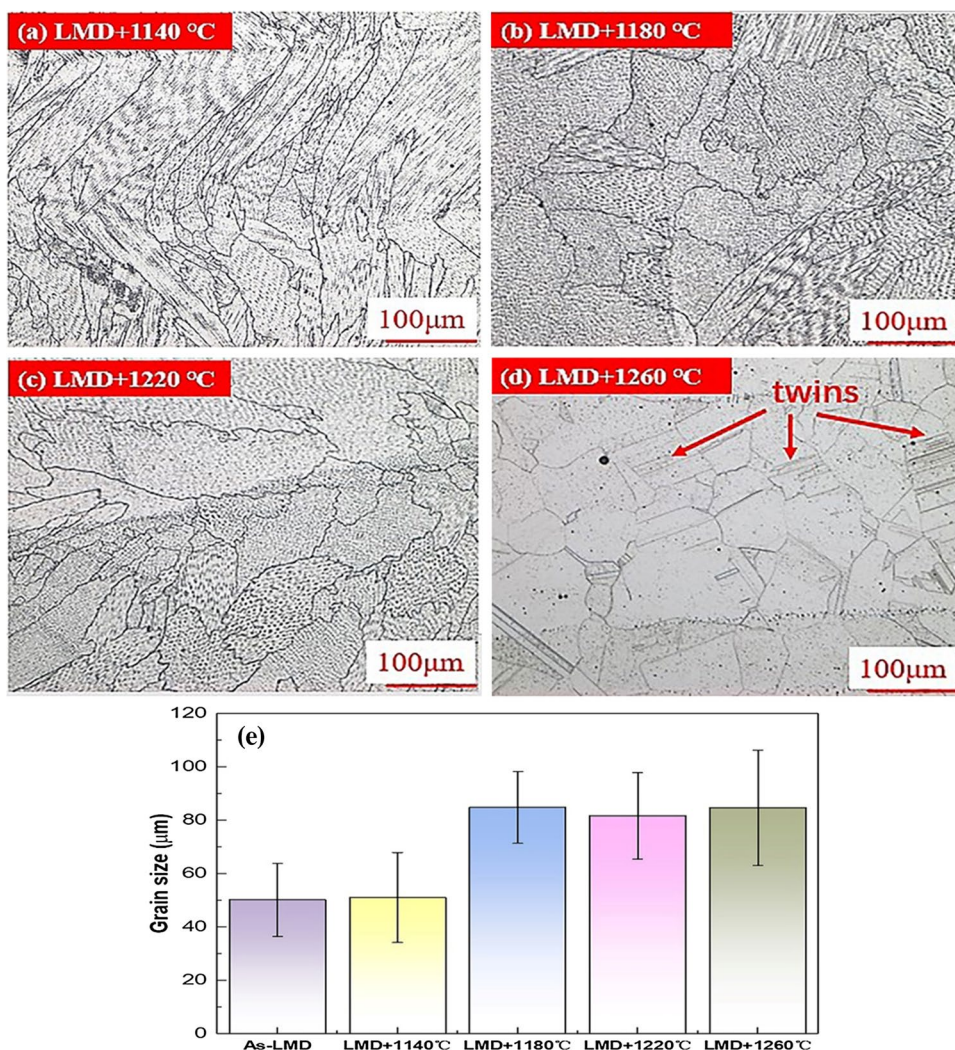 (a) LMD+1140 °C
(b) LMD+1180 °C
100μm
100μm
(c) LMD+1220 °C
(d) LMD+1260 °C
twins
100μm
100μm
(e)
Grain size (μm)
120
100
80
60
40
20
0
As-LMD LMD+1140℃ LMD+1180℃ LMD+1220℃ LMD+1260℃